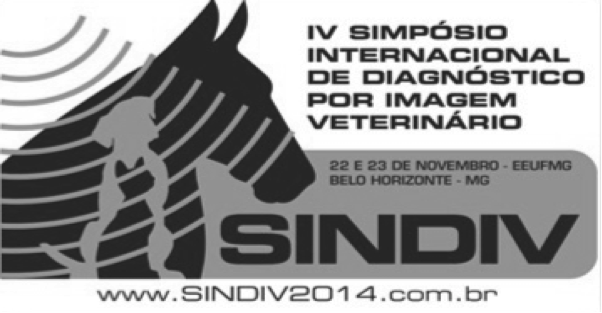 IV SIMPÓSIO
INTERNACIONAL
DE DIAGNÓSTICO
POR IMAGEM
VETERINÁRIO
22 E 23 DE NOVEMBRO - EEUFMG
BELO HORIZONTE - MG
SINDIV
www.SINDIV2014.com.br